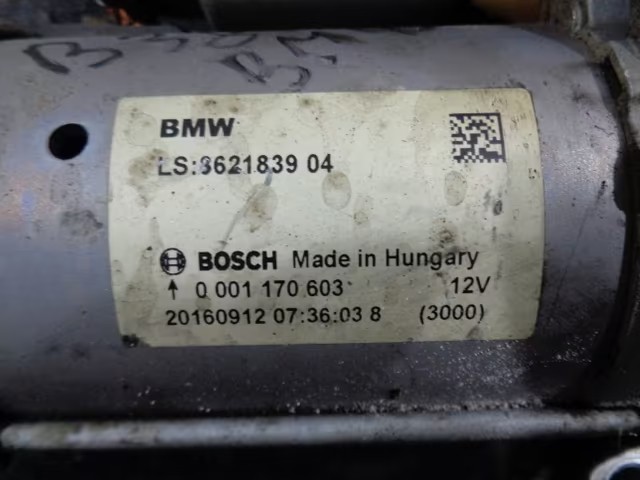 BMW
LS:8621839 04
BOSCH Made in Hungary
↑ 0 001 170 603 12V
20160912 07:36:03 8 (3000)